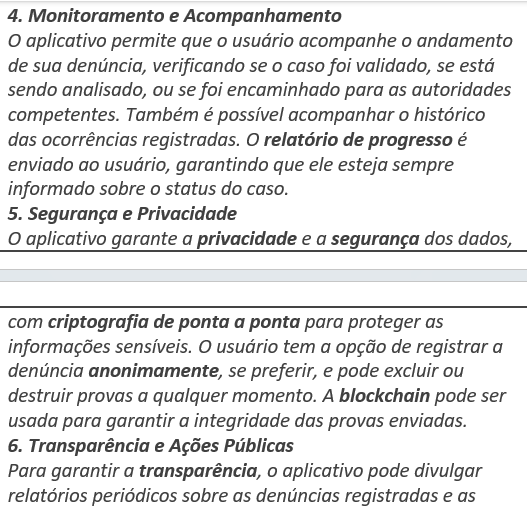 4. Monitoramento e Acompanhamento
O aplicativo permite que o usuário acompanhe o andamento
de sua denúncia, verificando se o caso foi validado, se está
sendo analisado, ou se foi encaminhado para as autoridades
competentes. Também é possível acompanhar o histórico
das ocorrências registradas. O relatório de progresso é
enviado ao usuário, garantindo que ele esteja sempre
informado sobre o status do caso.
5. Segurança e Privacidade
O aplicativo garante a privacidade e a segurança dos dados,
com criptografia de ponta a ponta para proteger as
informações sensíveis. O usuário tem a opção de registrar a
denúncia anonimamente, se preferir, e pode excluir ou
destruir provas a qualquer momento. A blockchain pode ser
usada para garantir a integridade das provas enviadas.
6. Transparência e Ações Públicas
Para garantir a transparência, o aplicativo pode divulgar
relatórios periódicos sobre as denúncias registradas e as